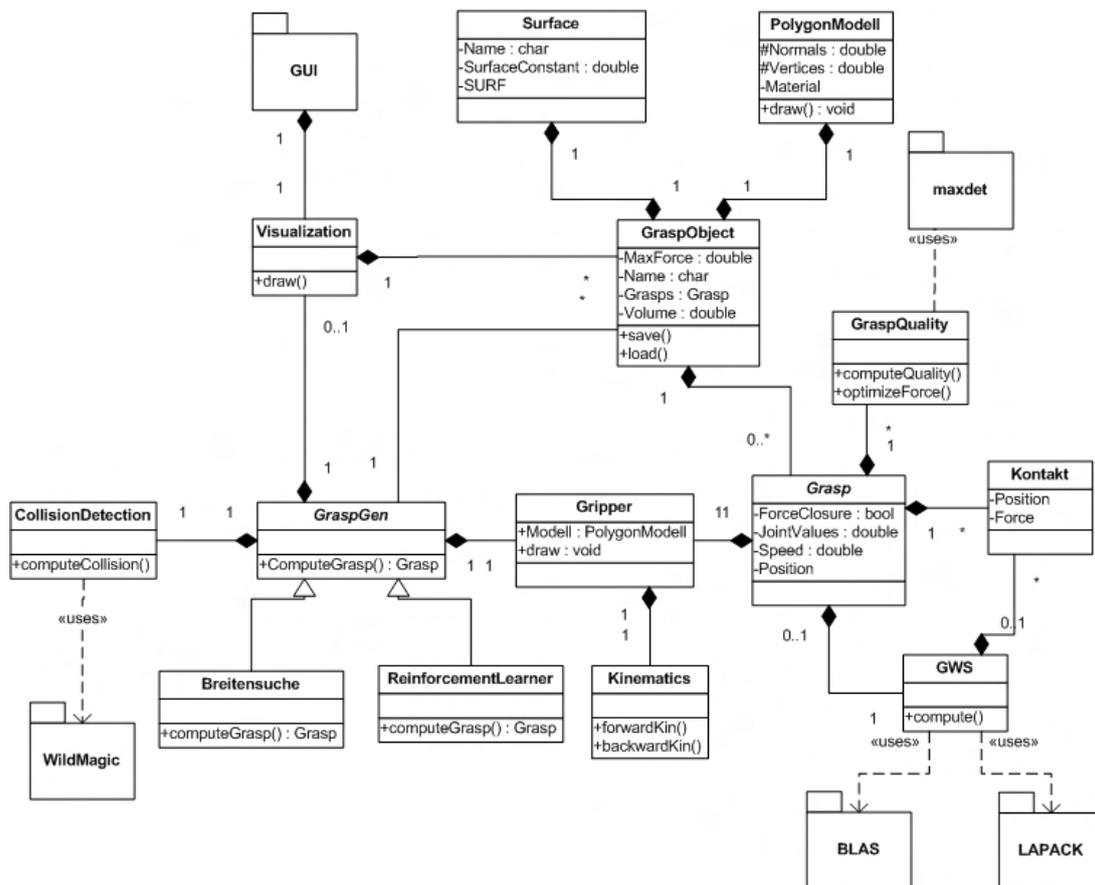 GUI
1
1
Surface
-Name : char
-SurfaceConstant : double
-SURF
1
1
PolygonModell
#Normals : double
#Vertices : double
-Material
+draw() : void
1
1
maxdet
«uses»
Visualization
+draw()
1
*
*
0..1
GraspObject
-MaxForce : double
-Name : char
-Grasps : Grasp
-Volume : double
+save()
+load()
1
0..*
GraspQuality
+computeQuality()
+optimizeForce()
*
1
1
1
CollisionDetection
+computeCollision()
1
1
GraspGen
+ComputeGrasp() : Grasp
1
1
Gripper
+Modell : PolygonModell
+draw : void
11
Grasp
-ForceClosure : bool
-JointValues : double
-Speed : double
-Position
1
*
Kontakt
-Position
-Force
*
0..1
0..1
1
1
1
«uses»
WildMagic
Breitensuche
+computeGrasp() : Grasp
ReinforcementLearner
+computeGrasp() : Grasp
Kinematics
+forwardKin()
+backwardKin()
GWS
+compute()
«uses»
«uses»
BLAS
LAPACK